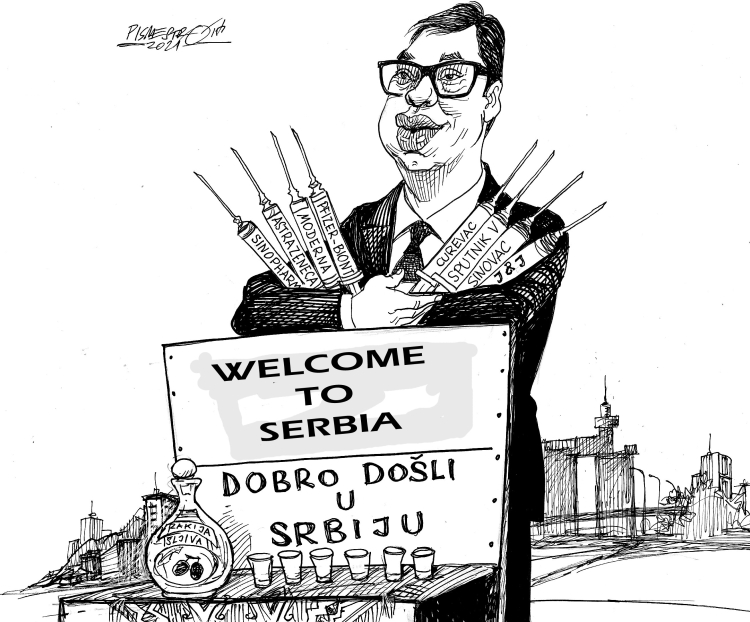 PISMESTROVIĆ
2021
SINOPHARM
ASTRAZENECA
MODERNA
PFIZER-BIONT
CUREVAC
SPUTNIK V
SINOVAC
J&J
WELCOME
TO
SERBIA
DOBRO DOŠLI
U
SRBIJU
RAKIJA
ŠLJIVA